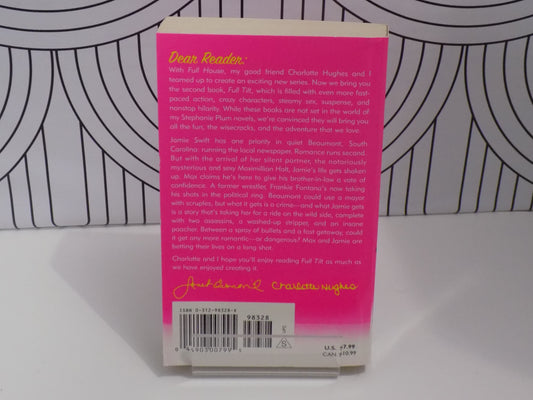 Dear Reader:
With Full House, my good friend Charlotte Hughes and I
teamed up to create an exciting new series. Now we bring you
the second book, Full Tilt, which is filled with even more fast-
paced action, crazy characters, steamy sex, suspense, and
nonstop hilarity. While these books are not set in the world of
my Stephanie Plum novels, we're convinced they will bring you
all the fun, the wisecracks, and the adventure that we love.
Jamie Swift has one priority in quiet Beaumont, South
Carolina: running the local newspaper. Romance runs second.
But with the arrival of her silent partner, the notoriously
mysterious and sexy Maximillian Holt, Jamie's life gets shaken
up. Max claims he's here to give his brother-in-law a vote of
confidence. A former wrestler, Frankie Fontana's now taking
his shots in the political ring. Beaumont could use a mayor
with scruples, but what it gets is a crime—and what Jamie gets
is a story that's taking her for a ride on the wild side, complete
with two assassins, a washed-up stripper, and an insane
poacher. Between a spray of bullets and a fast getaway, could
it get any more romantic—or dangerous? Max and Jamie are
betting their lives on a long shot.
Charlotte and I hope you'll enjoy reading Full Tilt as much as
we have enjoyed creating it.
Janet Evanovich Charlotte Hughes
ISBN 0-312-98328-6
98328
S
U.S. $7.99
CAN. $10.99